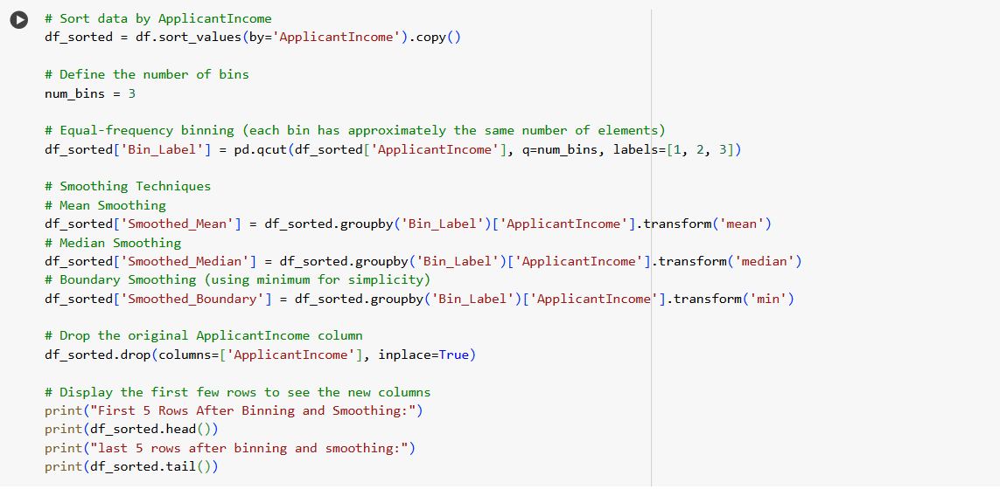 # Sort data by ApplicantIncome
df_sorted = df.sort_values(by='ApplicantIncome').copy()
# Define the number of bins
num_bins = 3
# Equal-frequency binning (each bin has approximately the same number of elements)
df_sorted['Bin_Label'] = pd.qcut(df_sorted['ApplicantIncome'], q=num_bins, labels=[1, 2, 3])
# Smoothing Techniques
# Mean Smoothing
df_sorted['Smoothed_Mean'] = df_sorted.groupby('Bin_Label')['ApplicantIncome'].transform('mean')
# Median Smoothing
df_sorted['Smoothed_Median'] = df_sorted.groupby('Bin_Label')['ApplicantIncome'].transform('median')
# Boundary Smoothing (using minimum for simplicity)
df_sorted['Smoothed_Boundary'] = df_sorted.groupby('Bin_Label')['ApplicantIncome'].transform('min')
# Drop the original ApplicantIncome column
df_sorted.drop(columns=['ApplicantIncome'], inplace=True)
# Display the first few rows to see the new columns
print("First 5 Rows After Binning and Smoothing:")
print(df_sorted.head())
print("last 5 rows after binning and smoothing:")
print(df_sorted.tail())